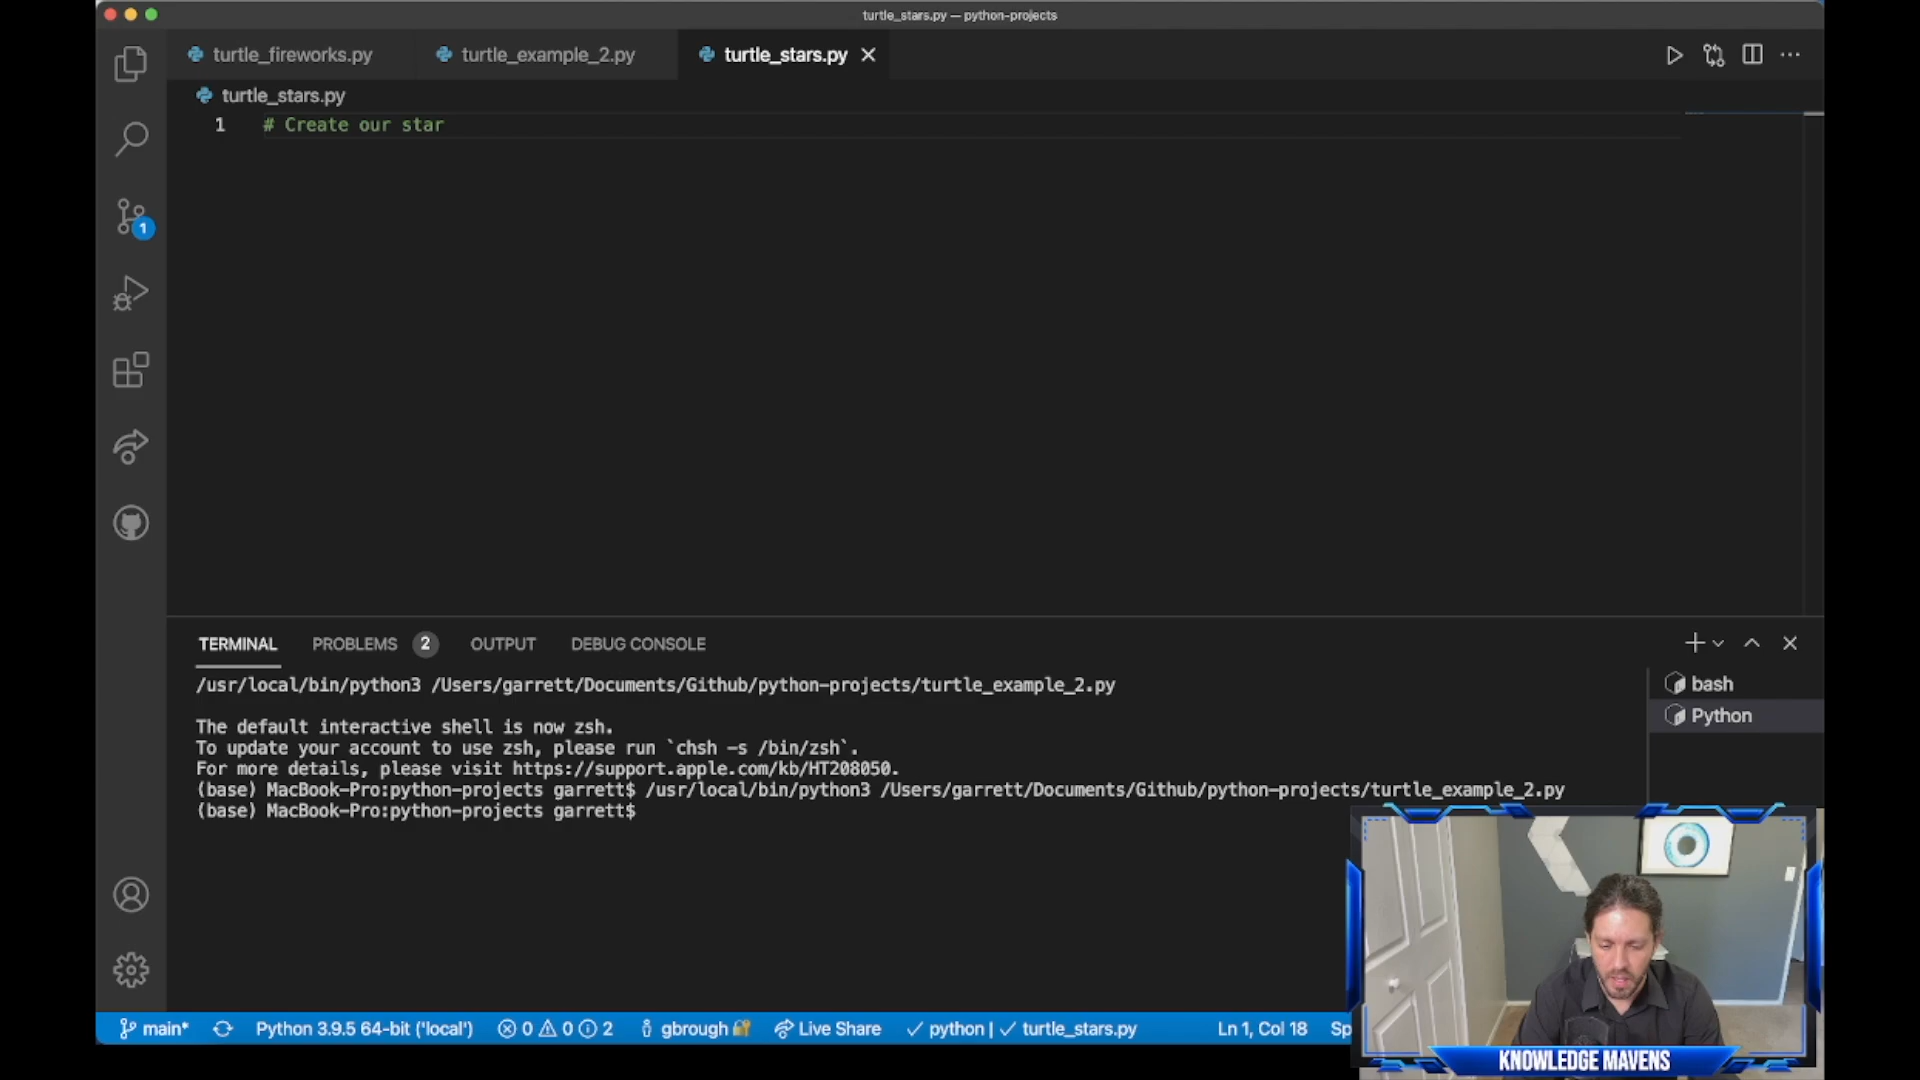 turtle_stars.py — python-projects
turtle_fireworks.py
turtle_example_2.py
turtle_stars.py
turtle_stars.py
1 # Create our star
1
TERMINAL
PROBLEMS 2
OUTPUT
DEBUG CONSOLE
/usr/local/bin/python3 /Users/garrett/Documents/Github/python-projects/turtle_example_2.py
The default interactive shell is now zsh.
To update your account to use zsh, please run `chsh -s /bin/zsh`.
For more details, please visit https://support.apple.com/kb/HT208050.
(base) MacBook-Pro:python-projects garrett$ /usr/local/bin/python3 /Users/garrett/Documents/Github/python-projects/turtle_example_2.py
(base) MacBook-Pro:python-projects garrett$
bash
Python
main* Python 3.9.5 64-bit ('local') 0 0 2 gbrough Live Share python | turtle_stars.py Ln 1, Col 18 Sp
KNOWLEDGE MAVENS